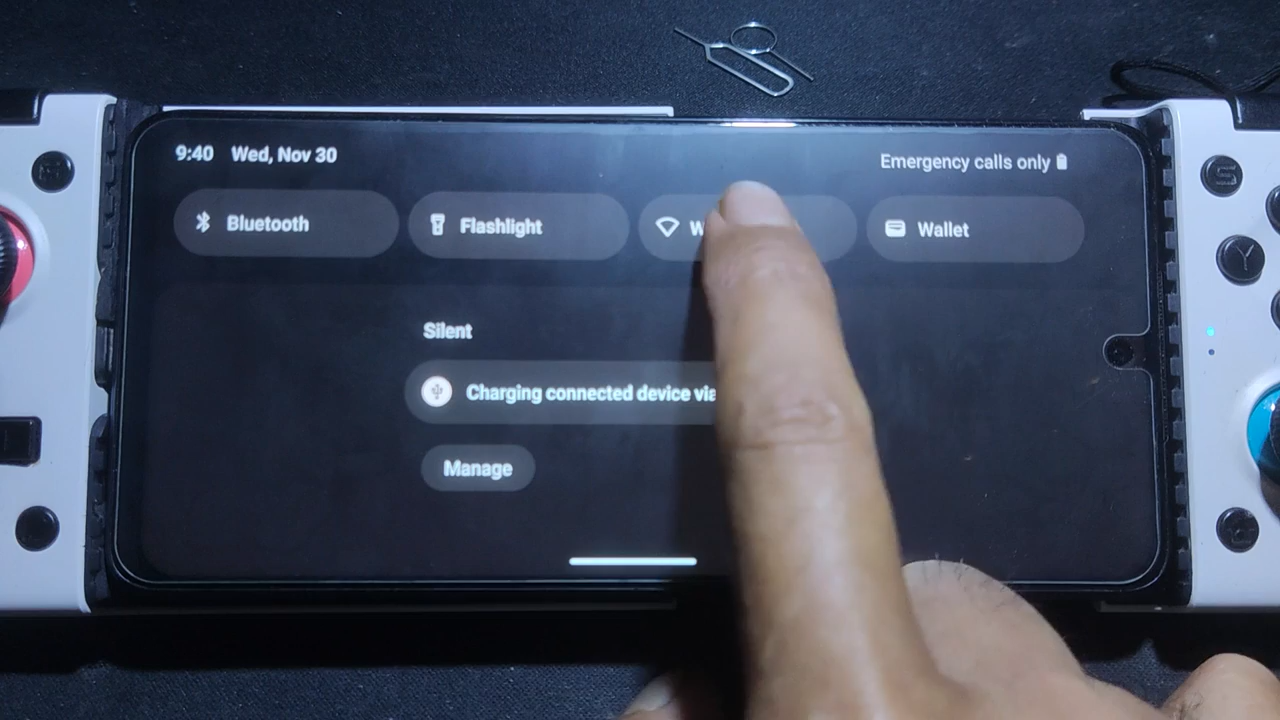 9:40 Wed, Nov 30
Emergency calls only
Bluetooth
Flashlight
Wallet
Silent
Charging connected device via
Manage
S
Y